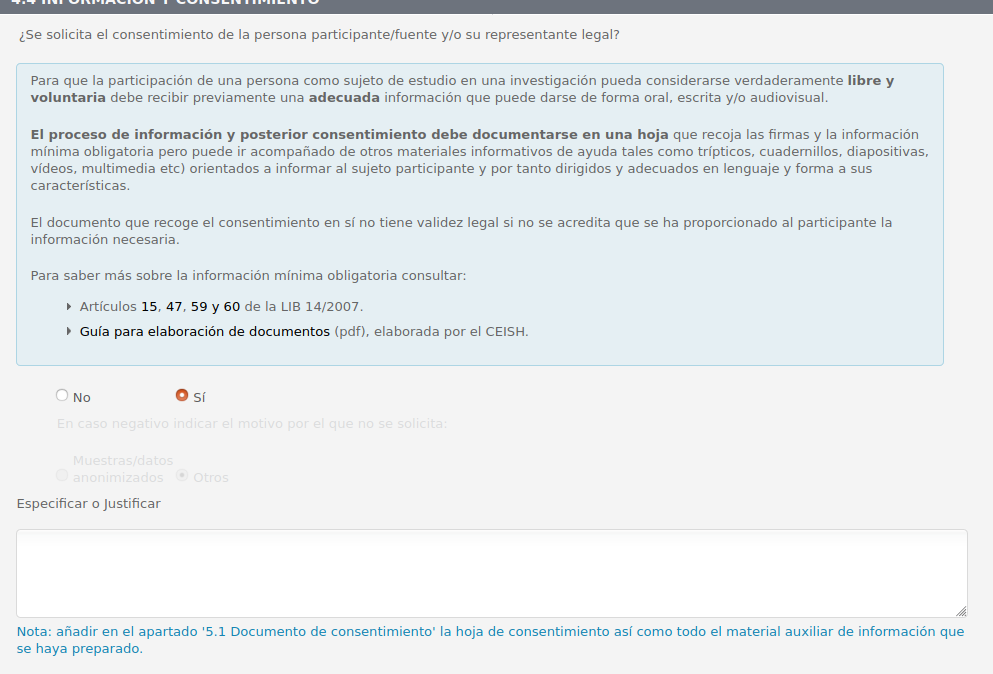 4.4 INFORMACIÓN Y CONSENTIMIENTO
¿Se solicita el consentimiento de la persona participante/fuente y/o su representante legal?
Para que la participación de una persona como sujeto de estudio en una investigación pueda considerarse verdaderamente libre y
voluntaria debe recibir previamente una adecuada información que puede darse de forma oral, escrita y/o audiovisual.
El proceso de información y posterior consentimiento debe documentarse en una hoja que recoja las firmas y la información
mínima obligatoria pero puede ir acompañado de otros materiales informativos de ayuda tales como trípticos, cuadernillos, diapositivas,
vídeos, multimedia etc) orientados a informar al sujeto participante y por tanto dirigidos y adecuados en lenguaje y forma a sus
características.
El documento que recoge el consentimiento en sí no tiene validez legal si no se acredita que se ha proporcionado al participante la
información necesaria.
Para saber más sobre la información mínima obligatoria consultar:
Artículos 15, 47, 59 y 60 de la LIB 14/2007.
Guía para elaboración de documentos (pdf), elaborada por el CEISH.
No Sí
En caso negativo indicar el motivo por el que no se solicita:
Muestras/datos
anonimizados Otros
Especificar o Justificar
Nota: añadir en el apartado '5.1 Documento de consentimiento' la hoja de consentimiento así como todo el material auxiliar de información que
se haya preparado.